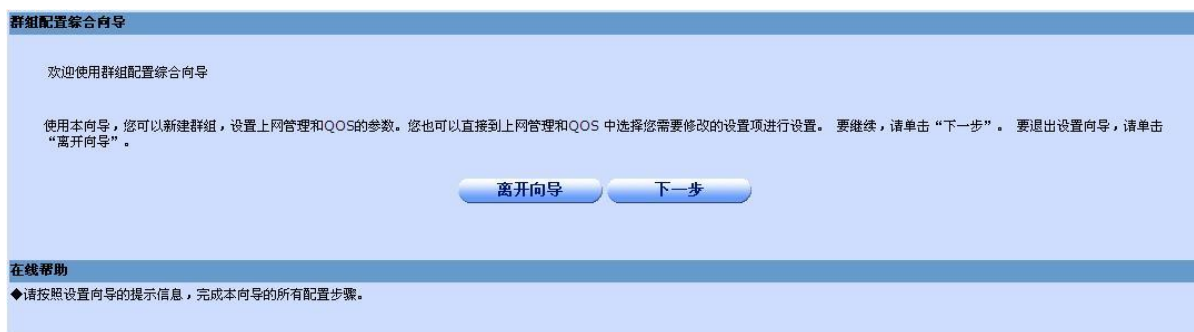 群组配置综合向导
欢迎使用群组配置综合向导
使用本向导，您可以新建群组，设置上网管理和QOS的参数。您也可以直接到上网管理和QOS 中选择您需要修改的设置项进行设置。 要继续，请单击“下一步”。 要退出设置向导，请单击
“离开向导”。
离开向导 下一步
在线帮助
◆请按照设置向导的提示信息，完成本向导的所有配置步骤。